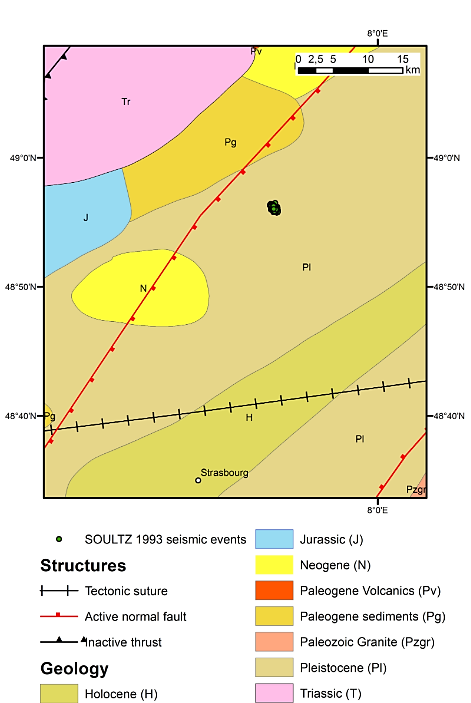 8°0'E
Pv
0 2,5 5 10 15
km
Tr
Pg
49°0'N
49°0'N
J
Pl
48°50'N
48°50'N
N
Pg
48°40'N
48°40'N
H
Pl
Strasbourg
Pzgr
8°0'E
SOULTZ 1993 seismic events
Structures
Tectonic suture
Active normal fault
Inactive thrust
Geology
Holocene (H)
Jurassic (J)
Neogene (N)
Paleogene Volcanics (Pv)
Paleogene sediments (Pg)
Paleozoic Granite (Pzgr)
Pleistocene (Pl)
Triassic (T)